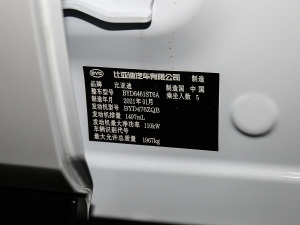 BYD 比亚迪汽车有限公司 制造
品牌 比亚迪 制造国 中国
整车型号 BYD6461ST6A 乘坐人数 5
制造年月 2021年01月
发动机型号 BYD476ZQB
发动机排量 1497mL
发动机最大净功率 110kW
车辆识别代号
最大允许总质量 1967kg